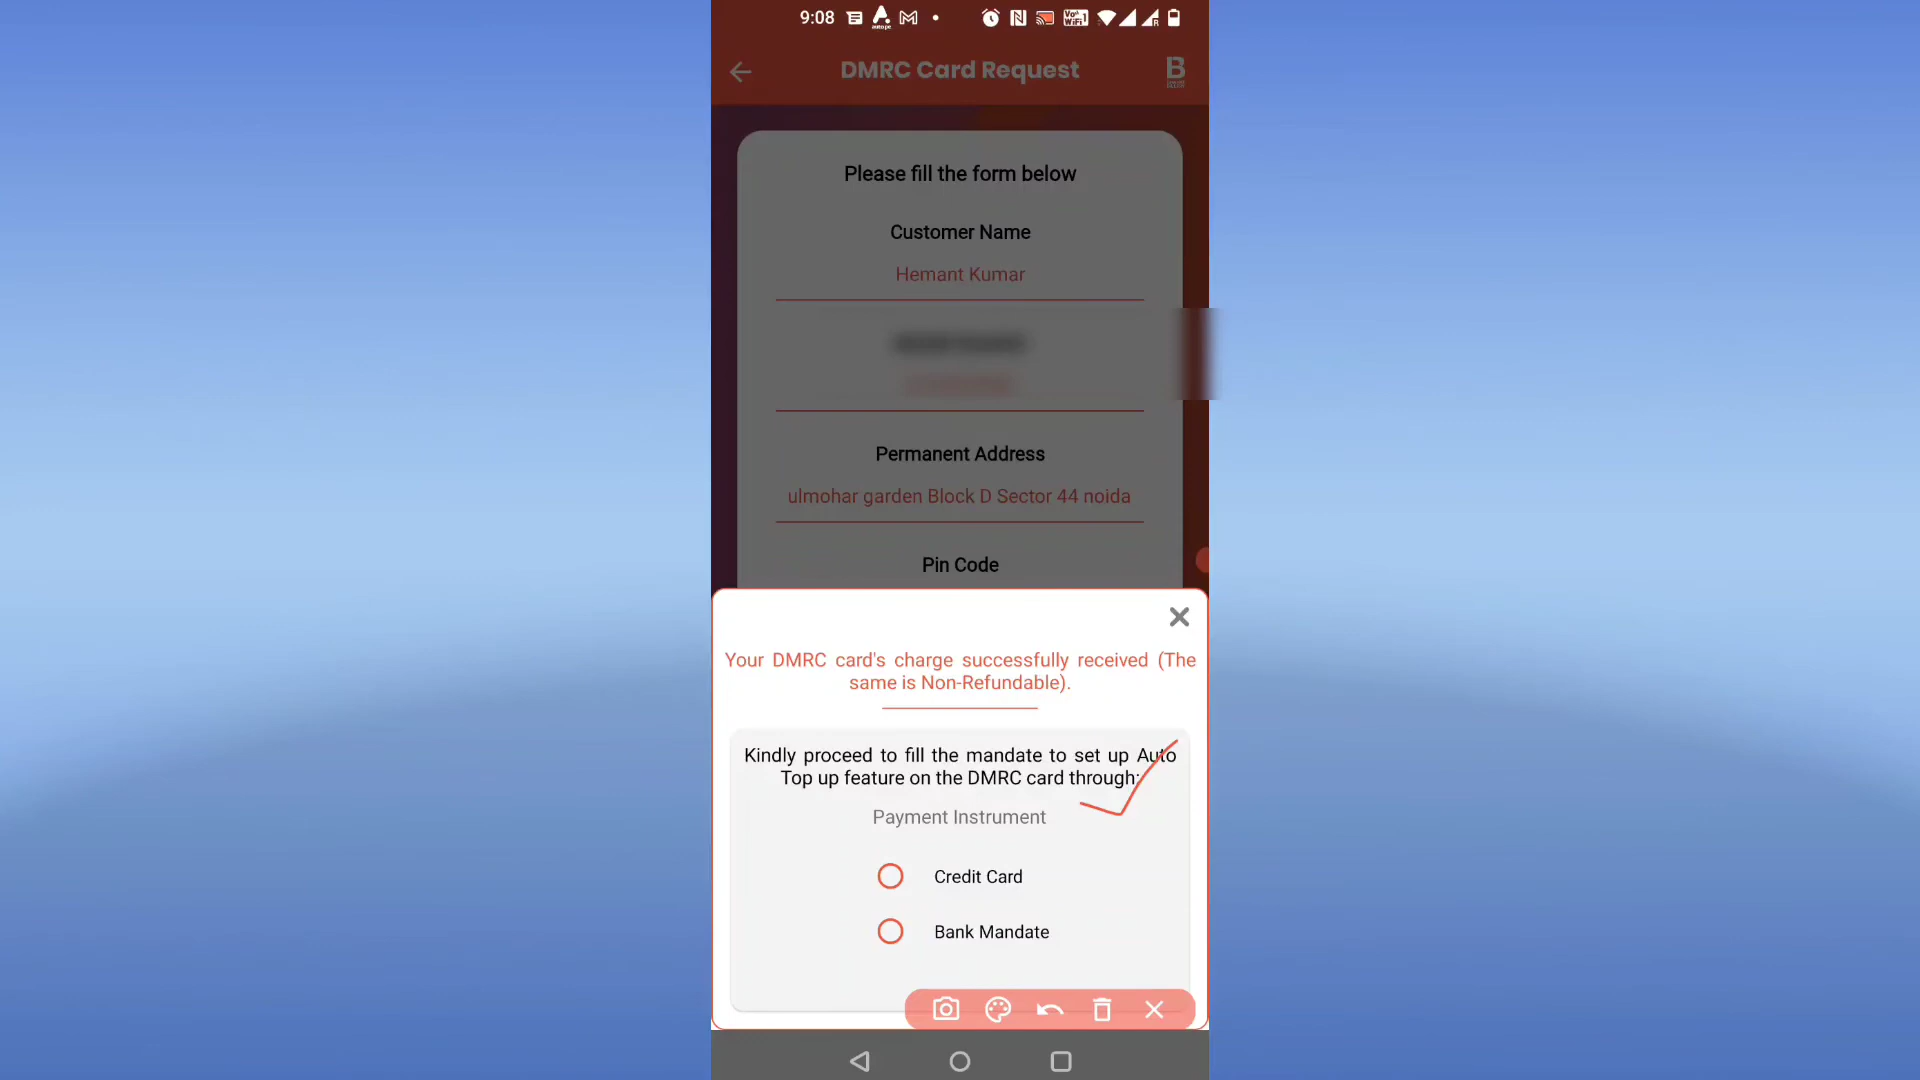 9:08
DMRC Card Request
B
Please fill the form below
Customer Name
Hemant Kumar
Permanent Address
ulmohar garden Block D Sector 44 noida
Pin Code
Your DMRC card's charge successfully received (The
same is Non-Refundable).
Kindly proceed to fill the mandate to set up Auto
Top up feature on the DMRC card through:
Payment Instrument
Credit Card
Bank Mandate